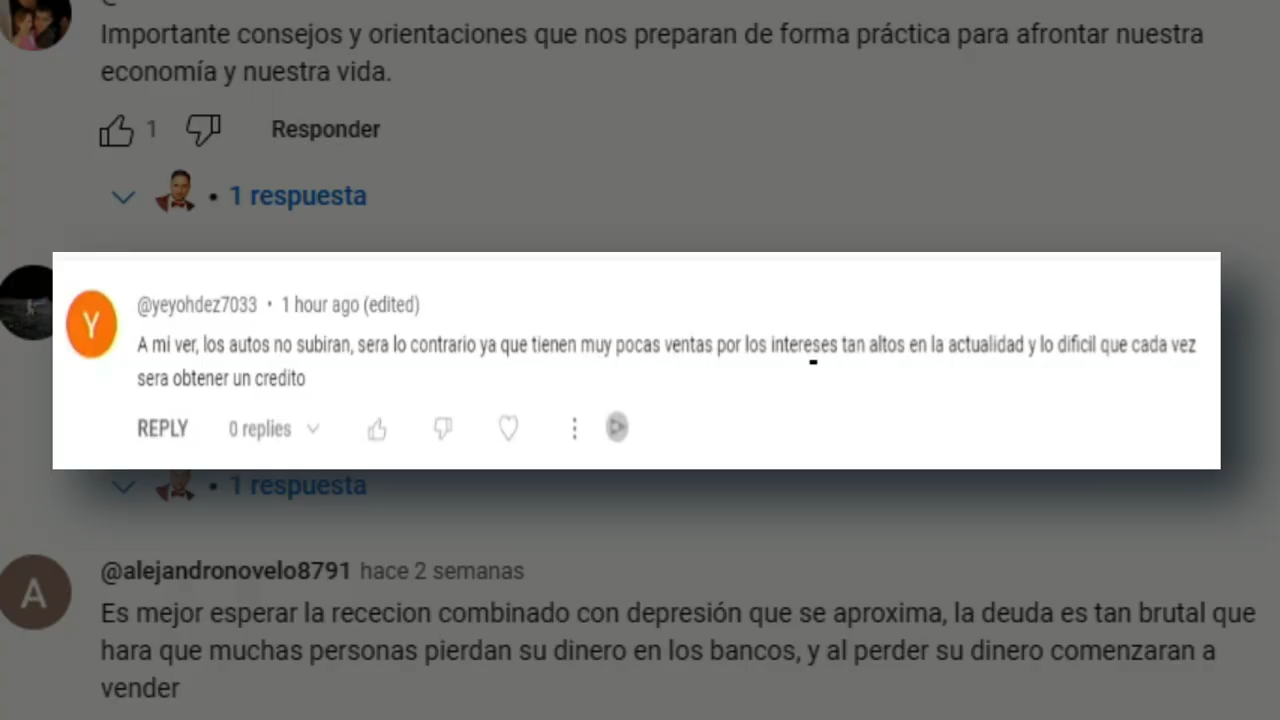 Importante consejos y orientaciones que nos preparan de forma práctica para afrontar nuestra
economía y nuestra vida.
1 Responder
• 1 respuesta
Y
@yeyohdez7033 • 1 hour ago (edited)
A mi ver, los autos no subiran, sera lo contrario ya que tienen muy pocas ventas por los intereses tan altos en la actualidad y lo dificil que cada vez
sera obtener un credito
REPLY 0 replies
• 1 respuesta
A
@alejandronovelo8791 hace 2 semanas
Es mejor esperar la rececion combinado con depresión que se aproxima, la deuda es tan brutal que
hara que muchas personas pierdan su dinero en los bancos, y al perder su dinero comenzaran a
vender